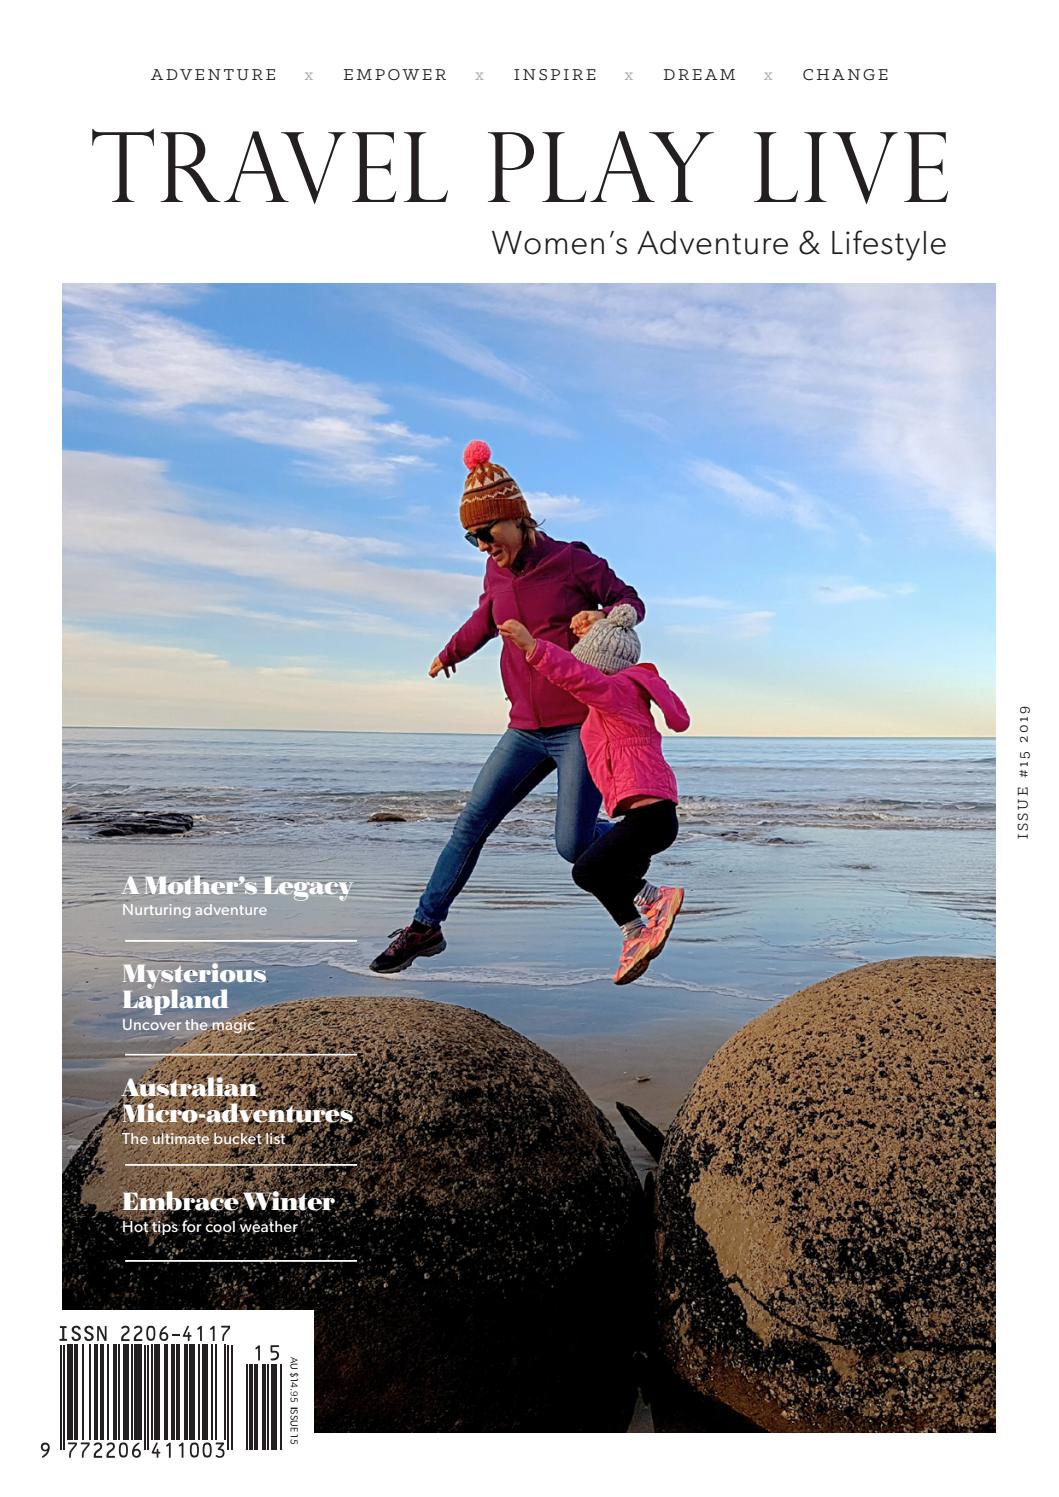 ADVENTURE x EMPOWER x INSPIRE x DREAM x CHANGE
TRAVEL PLAY LIVE
Women's Adventure & Lifestyle
ISSUE #15 2019
A Mother's Legacy
Nurturing adventure
Mysterious
Lapland
Uncover the magic
Australian
Micro-adventures
The ultimate bucket list
Embrace Winter
Hot tips for cool weather
ISSN 2206-4117
15
AU $14.95 ISSUE 15
9 772206 411003